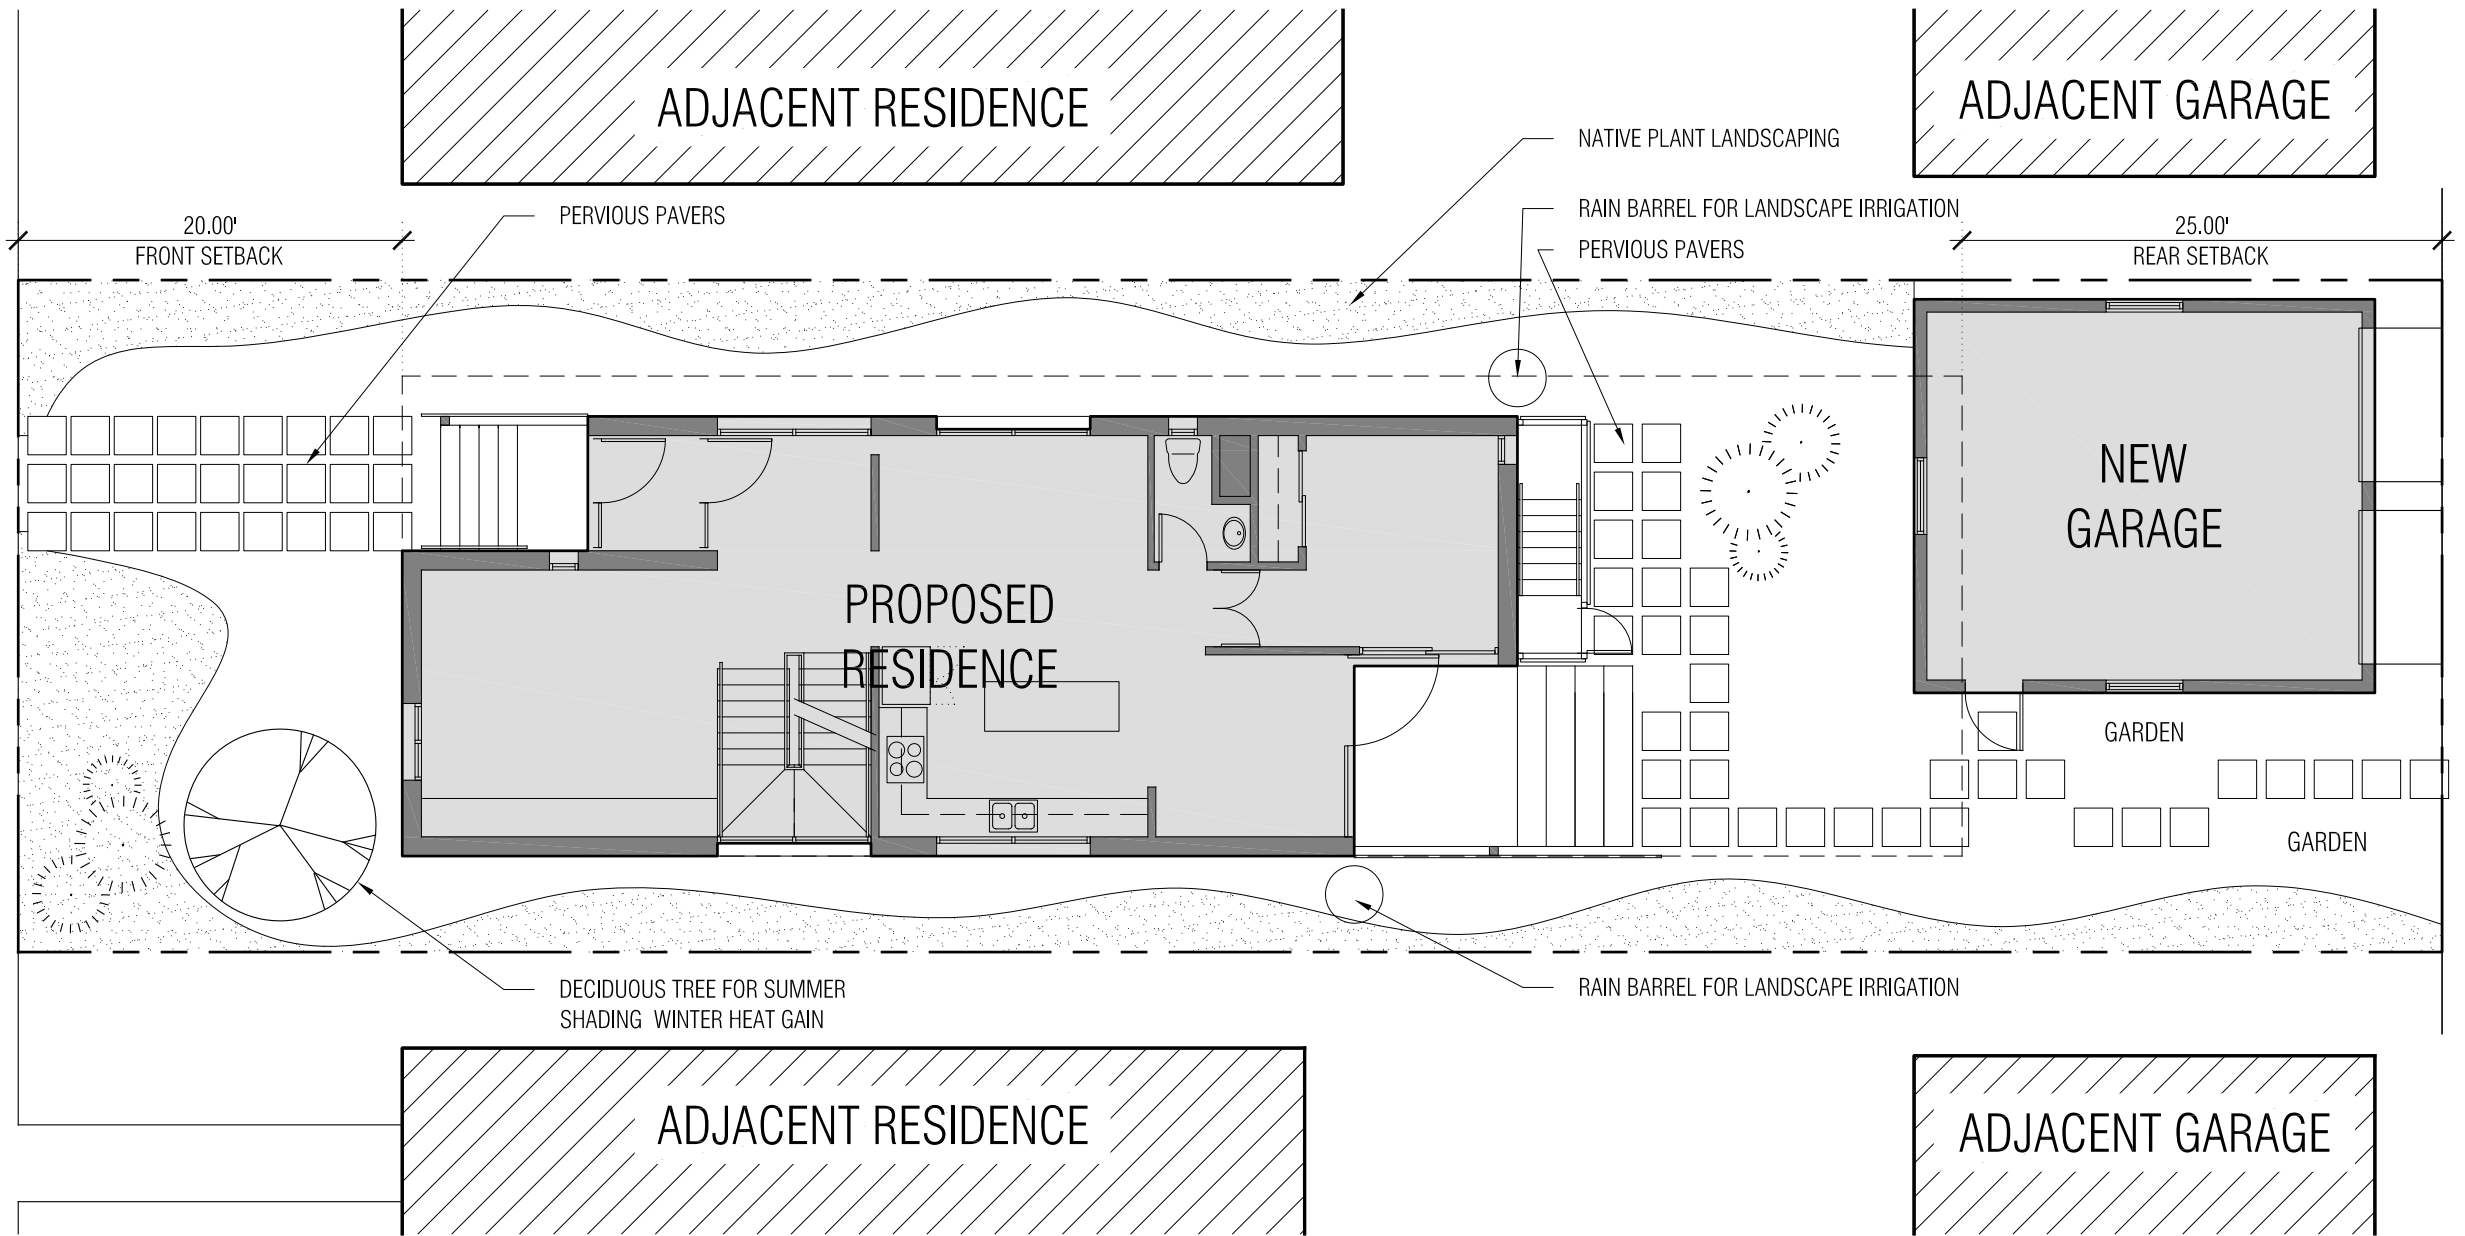 ADJACENT RESIDENCE
ADJACENT GARAGE
NATIVE PLANT LANDSCAPING
PERVIOUS PAVERS
RAIN BARREL FOR LANDSCAPE IRRIGATION
20.00'
FRONT SETBACK
PERVIOUS PAVERS
25.00'
REAR SETBACK
NEW
GARAGE
PROPOSED
RESIDENCE
GARDEN
GARDEN
DECIDUOUS TREE FOR SUMMER
SHADING WINTER HEAT GAIN
RAIN BARREL FOR LANDSCAPE IRRIGATION
ADJACENT RESIDENCE
ADJACENT GARAGE